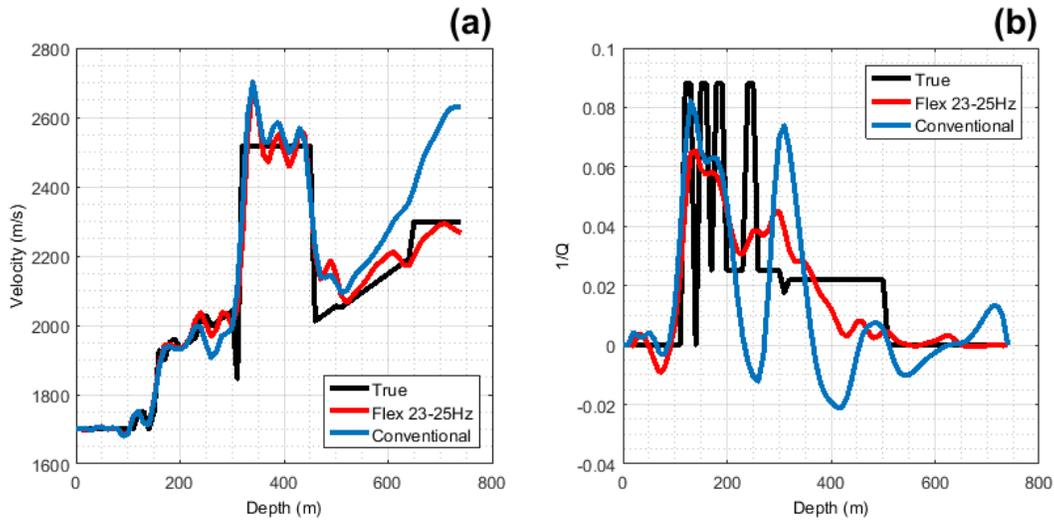 (a)
2800
2600
2400
2200
2000
1800
1600
Velocity (m/s)
True
Flex 23-25Hz
Conventional
0
200
400
600
800
Depth (m)
(b)
0.1
0.08
0.06
0.04
0.02
0
-0.02
-0.04
1/Q
True
Flex 23-25Hz
Conventional
0
200
400
600
800
Depth (m)